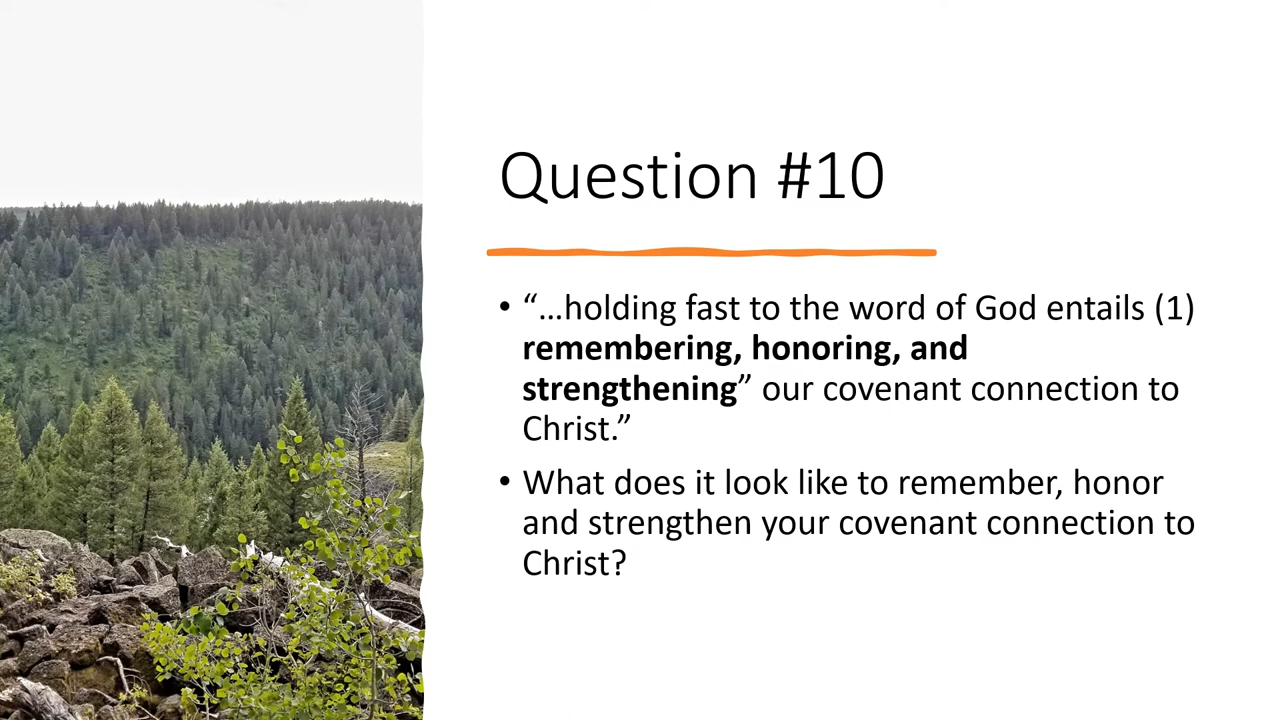 Question #10
• “…holding fast to the word of God entails (1)
remembering, honoring, and
strengthening” our covenant connection to
Christ.”
• What does it look like to remember, honor
and strengthen your covenant connection to
Christ?